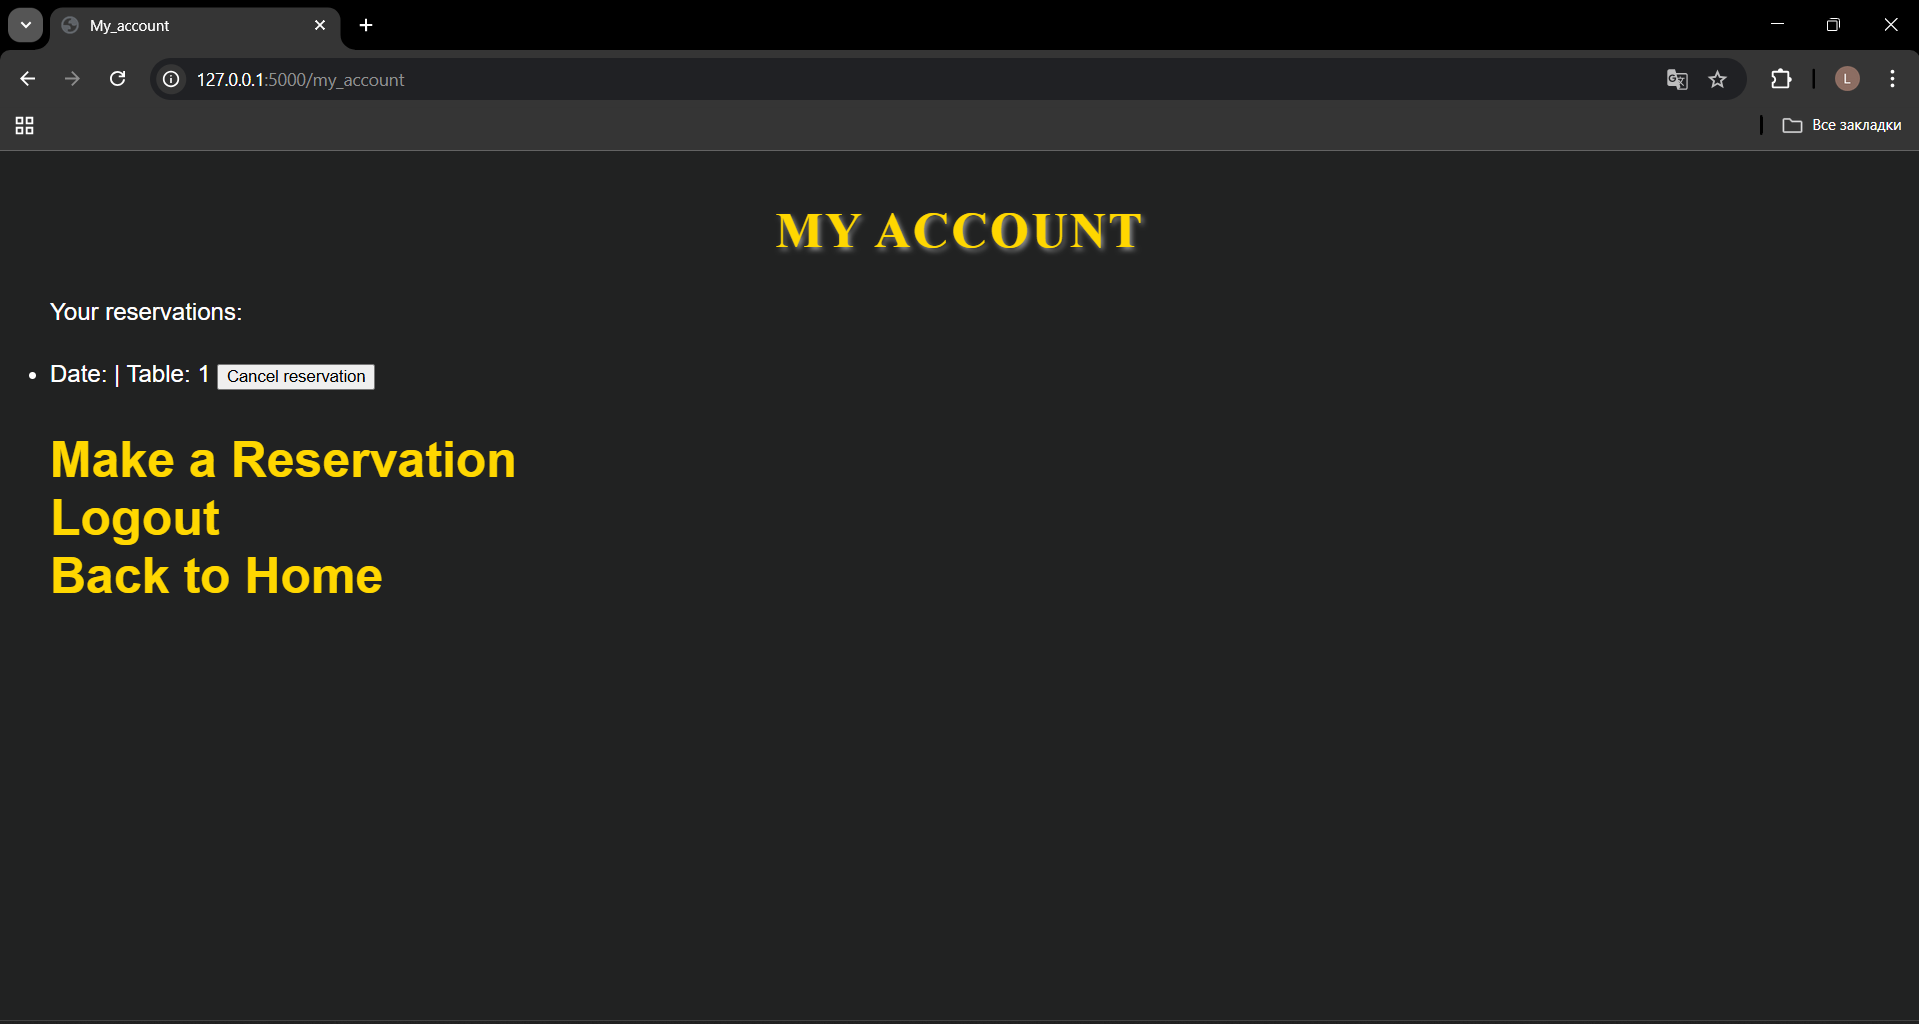 My_account
127.0.0.1:5000/my_account
L
Все закладки
MY ACCOUNT
Your reservations:
• Date: | Table: 1 Cancel reservation
Make a Reservation
Logout
Back to Home